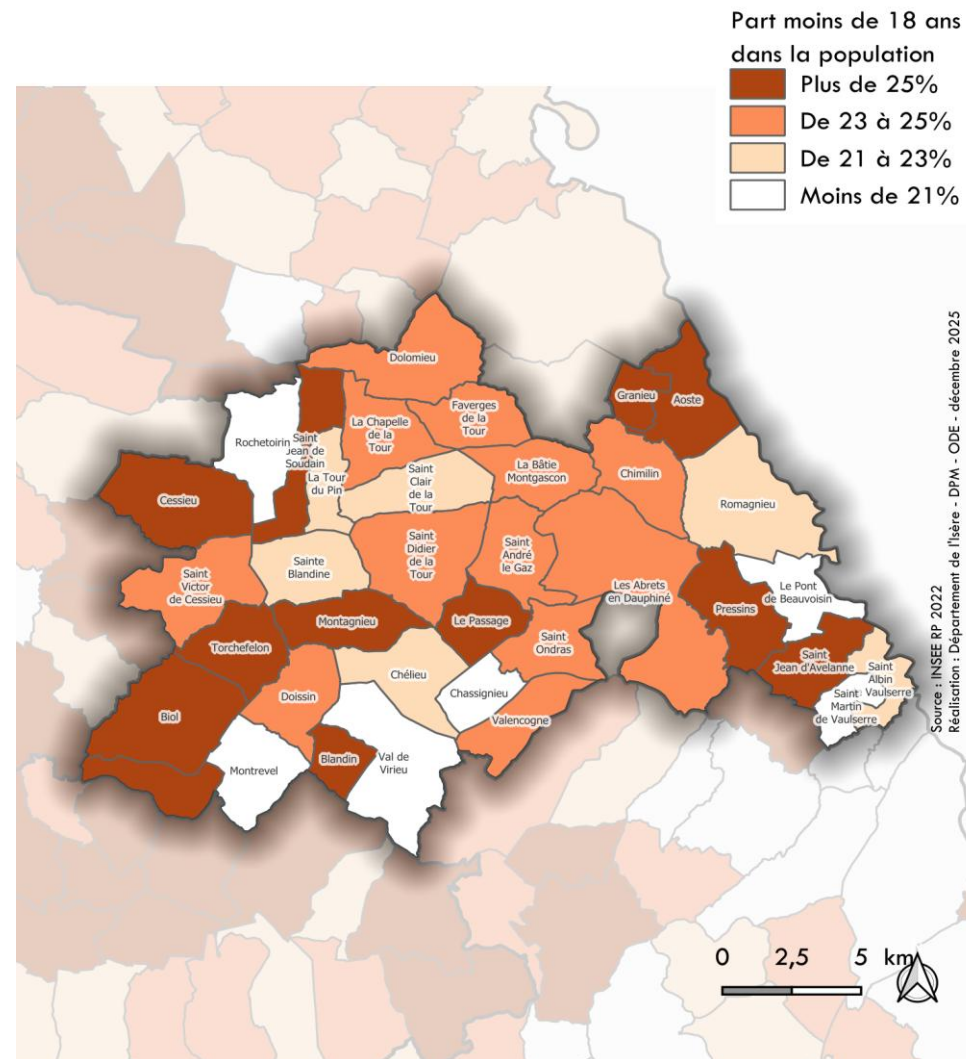 Part moins de 18 ans
dans la population
Plus de 25%
De 23 à 25%
De 21 à 23%
Moins de 21%
Dolomieu
Granieu
Aoste
Faverges
de la
Tour
La Chapelle
de la
Tour
Rochetoirin
Saint
Jean de
Soudain
La Bâtie
Montgascon
Chimilin
Saint
Clair
de la
Tour
La Tour
du Pin
Cessieu
Romagnieu
Saint
Didier
de la
Tour
Saint
André
le Gaz
Sainte
Blandine
Saint
Victor
de Cessieu
Les Abrets
en Dauphiné
Le Pont
de Beauvoisin
Pressins
Montagnieu
Le Passage
Saint
Ondras
Torchefelon
Saint
Jean d'Avelanne
Saint
Albin
Vaulserre
Chélieu
Chassignieu
Doissin
Saint
Martin
de Vaulserre
Biol
Valencogne
Blandin
Val de
Virieu
Montrevel
0 2,5 5 km
Source : INSEE RP 2022
Réalisation : Département de l'Isère - DPM - ODE - décembre 2025